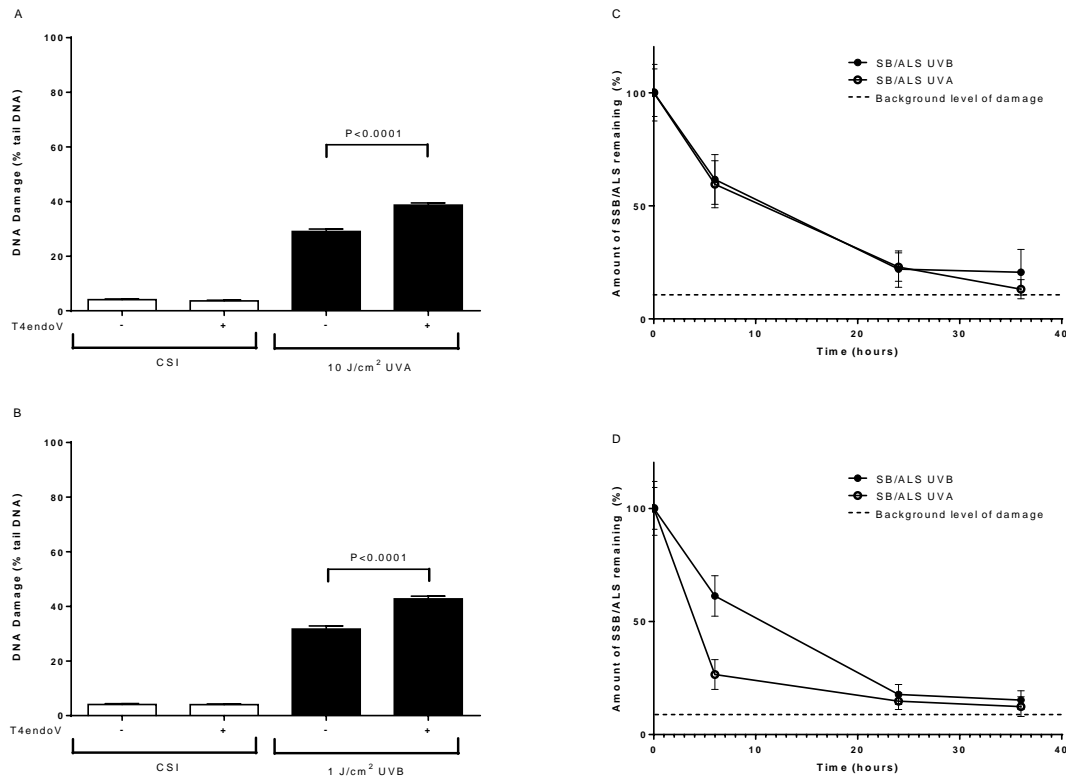 A
DNA Damage (% tail DNA)
100
80
60
40
20
0
P<0.0001
T4endoV - + - +
CSI 10 J/cm² UVA
B
DNA Damage (% tail DNA)
100
80
60
40
20
0
P<0.0001
T4endoV - + - +
CSI 1 J/cm² UVB
C
Amount of SSB/ALS remaining (%)
SB/ALS UVB
SB/ALS UVA
Background level of damage
100
50
0
0 10 20 30 40
Time (hours)
D
Amount of SSB/ALS remaining (%)
SB/ALS UVB
SB/ALS UVA
Background level of damage
100
50
0
0 10 20 30 40
Time (hours)